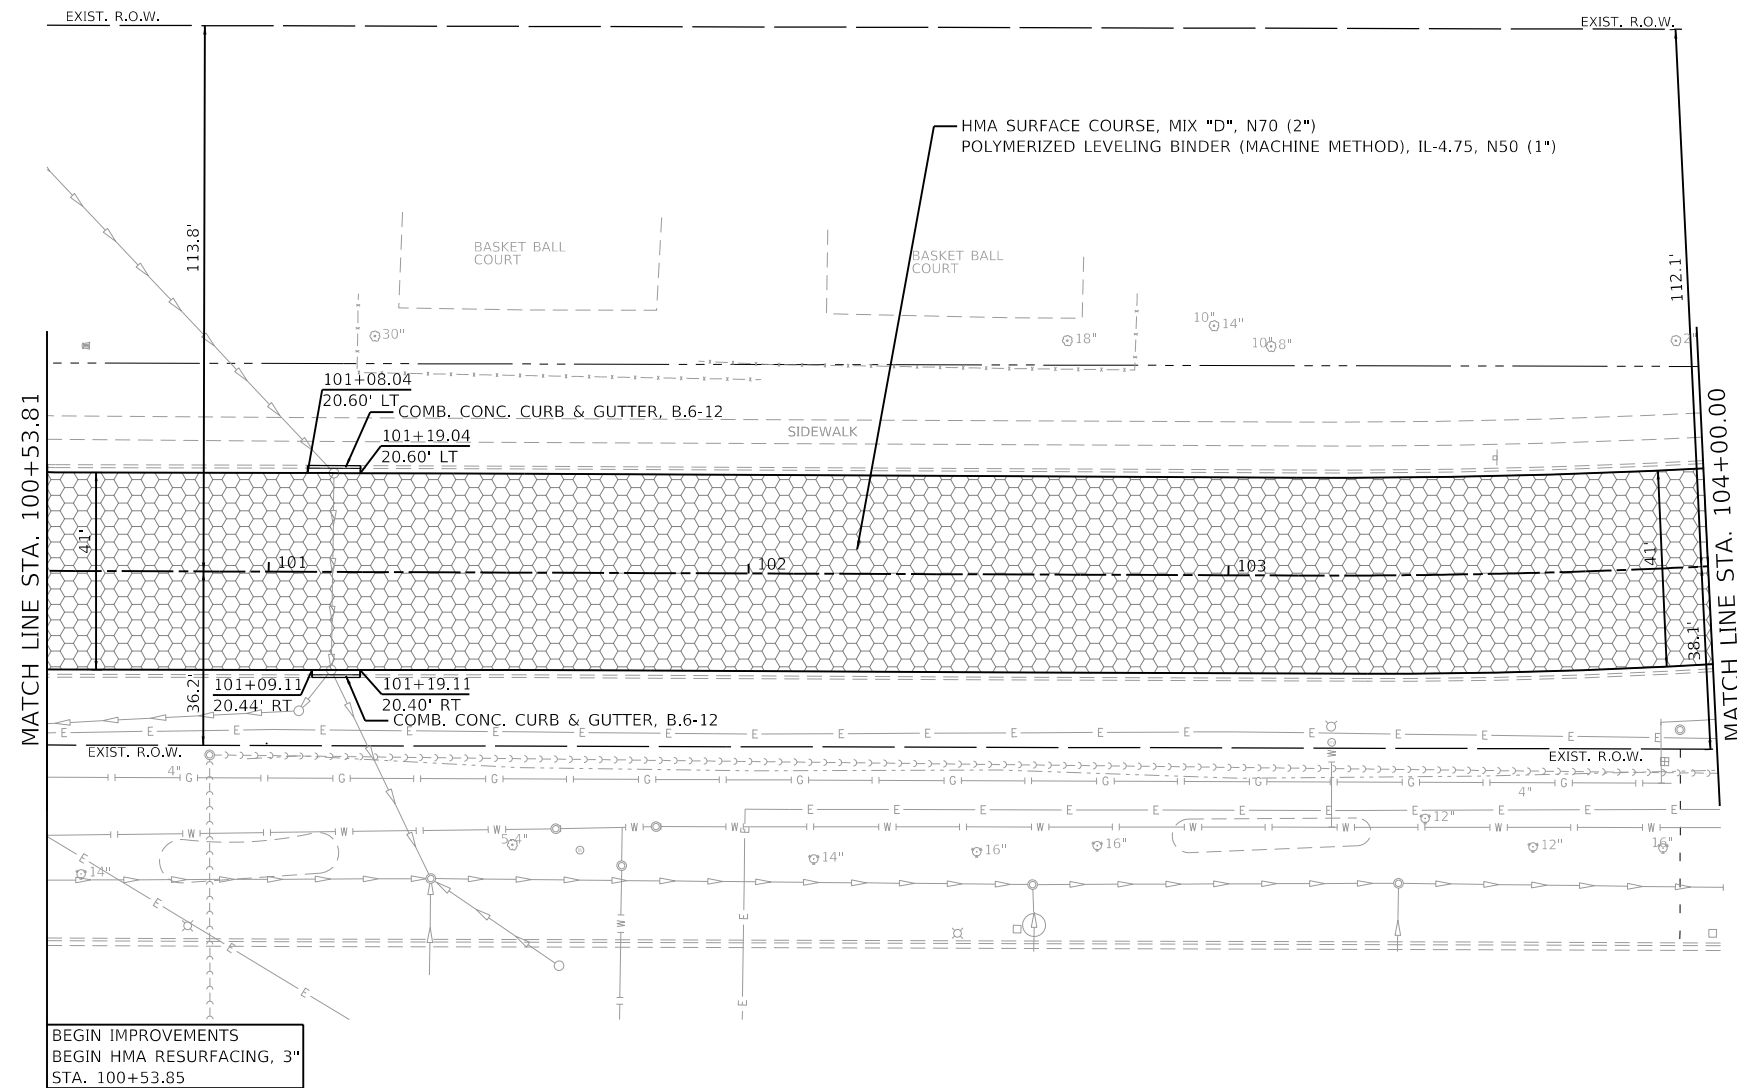 EXIST. R.O.W.
EXIST. R.O.W.
HMA SURFACE COURSE, MIX "D", N70 (2")
POLYMERIZED LEVELING BINDER (MACHINE METHOD), IL-4.75, N50 (1")
113.8'
112.1'
BASKET BALL
COURT
BASKET BALL
COURT
30"
18"
10"
14"
10"
8"
2"
101+08.04
20.60' LT
COMB. CONC. CURB & GUTTER, B.6-12
101+19.04
20.60' LT
SIDEWALK
MATCH LINE STA. 100+53.81
MATCH LINE STA. 104+00.00
41'
101
102
103
41'
36.2'
38.1'
101+09.11
20.44' RT
101+19.11
20.40' RT
COMB. CONC. CURB & GUTTER, B.6-12
E E E E E E E E E E E E E E E E E E E
EXIST. R.O.W.
EXIST. R.O.W.
W
4"
G G G G G G G G G G
4"
E E E E E E E E E E E
12"
W W W W W W W W W W W
5-4"
14"
14"
16"
16"
12"
16"
E
E
E
E
W
E
E
BEGIN IMPROVEMENTS
BEGIN HMA RESURFACING, 3"
STA. 100+53.85